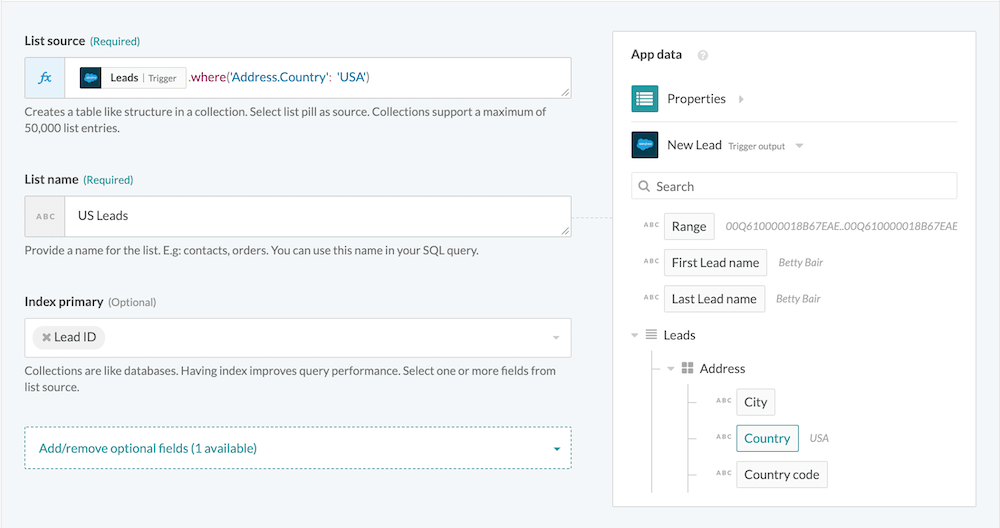 List source (Required)
fx Leads | Trigger .where('Address.Country': 'USA')
Creates a table like structure in a collection. Select list pill as source. Collections support a maximum of
50,000 list entries.
List name (Required)
ABC US Leads
Provide a name for the list. E.g: contacts, orders. You can use this name in your SQL query.
Index primary (Optional)
Lead ID
Collections are like databases. Having index improves query performance. Select one or more fields from
list source.
Add/remove optional fields (1 available)
App data ?
Properties
New Lead Trigger output
Search
ABC Range 00Q610000018B67EAE..00Q610000018B67EAE
ABC First Lead name Betty Bair
ABC Last Lead name Betty Bair
Leads
Address
ABC City
ABC Country USA
ABC Country code